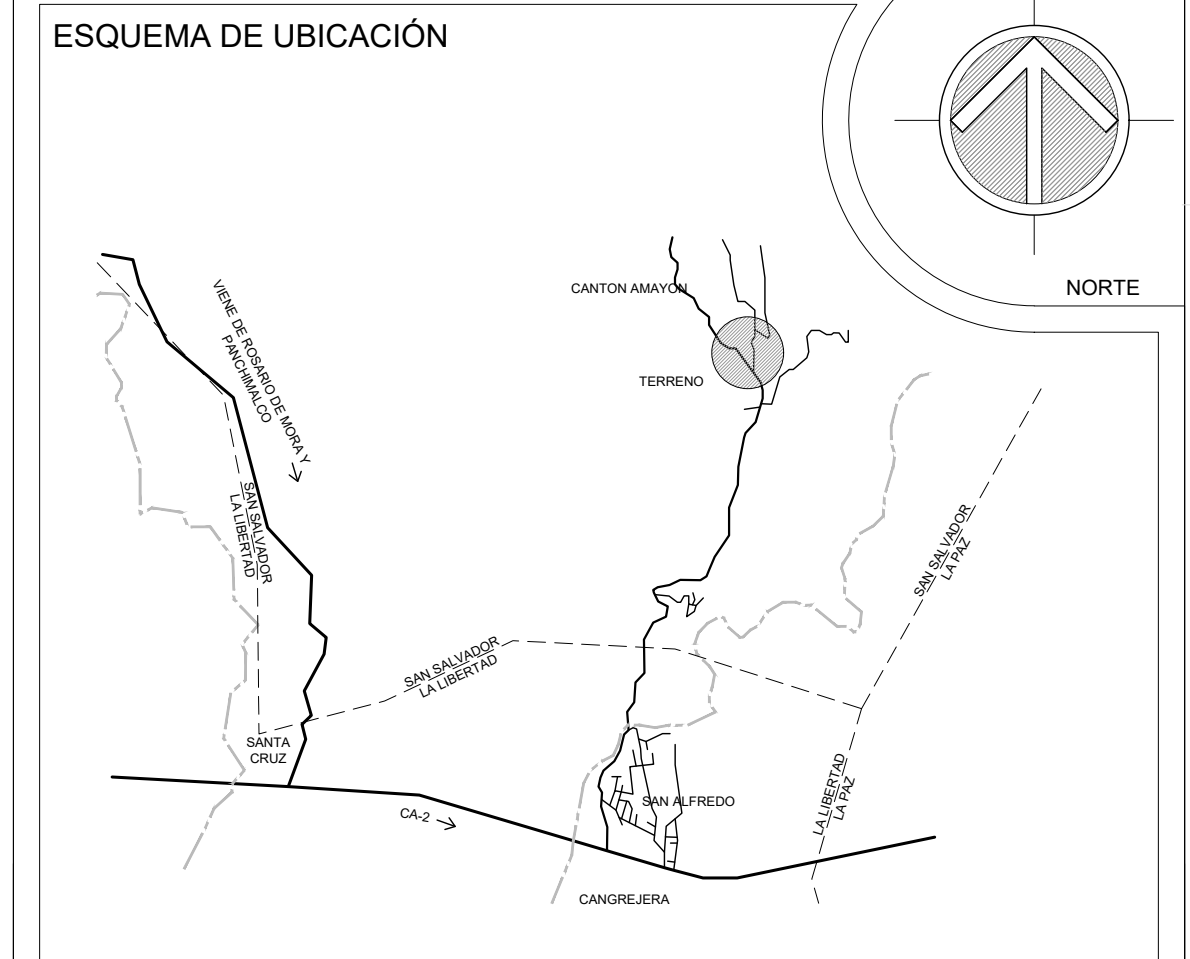 ESQUEMA DE UBICACIÓN
NORTE
CANTON AMAYON
TERRENO
VIENE DE ROSARIO DE MORA Y
PANCHIMALCO
SAN SALVADOR
LA LIBERTAD
SAN SALVADOR
LA PAZ
SAN SALVADOR
LA LIBERTAD
SANTA
CRUZ
LA LIBERTAD
LA PAZ
SAN ALFREDO
CA-2
CANGREJERA